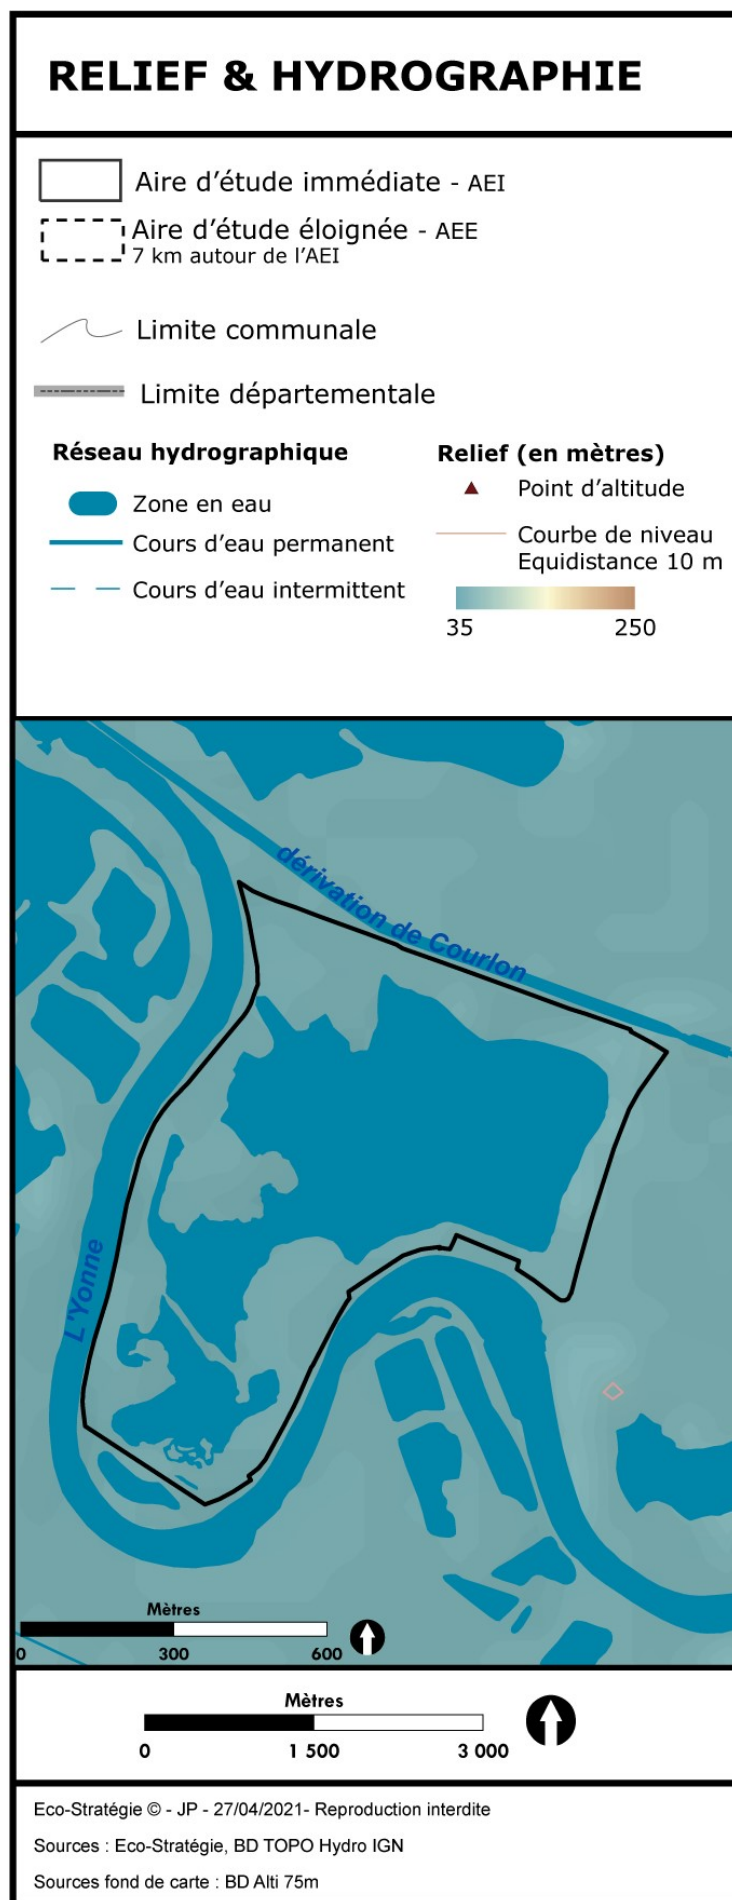 RELIEF & HYDROGRAPHIE
Aire d'étude immédiate - AEI
Aire d'étude éloignée - AEE
7 km autour de l'AEI
Limite communale
Limite départementale
Réseau hydrographique
Zone en eau
Cours d'eau permanent
Cours d'eau intermittent
Relief (en mètres)
Point d'altitude
Courbe de niveau
Equidistance 10 m
35 250
dérivation de Courlon
L'Yonne
Mètres
0 300 600
Mètres
0 1 500 3 000
Eco-Stratégie © - JP - 27/04/2021- Reproduction interdite
Sources : Eco-Stratégie, BD TOPO Hydro IGN
Sources fond de carte : BD Alti 75m